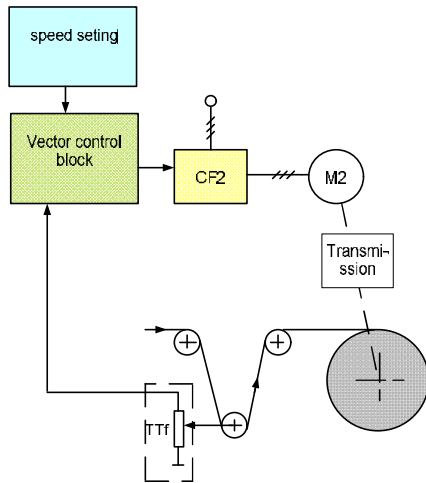 speed seting
Vector control
block
CF2
M2
Transmi-
ssion
TTf